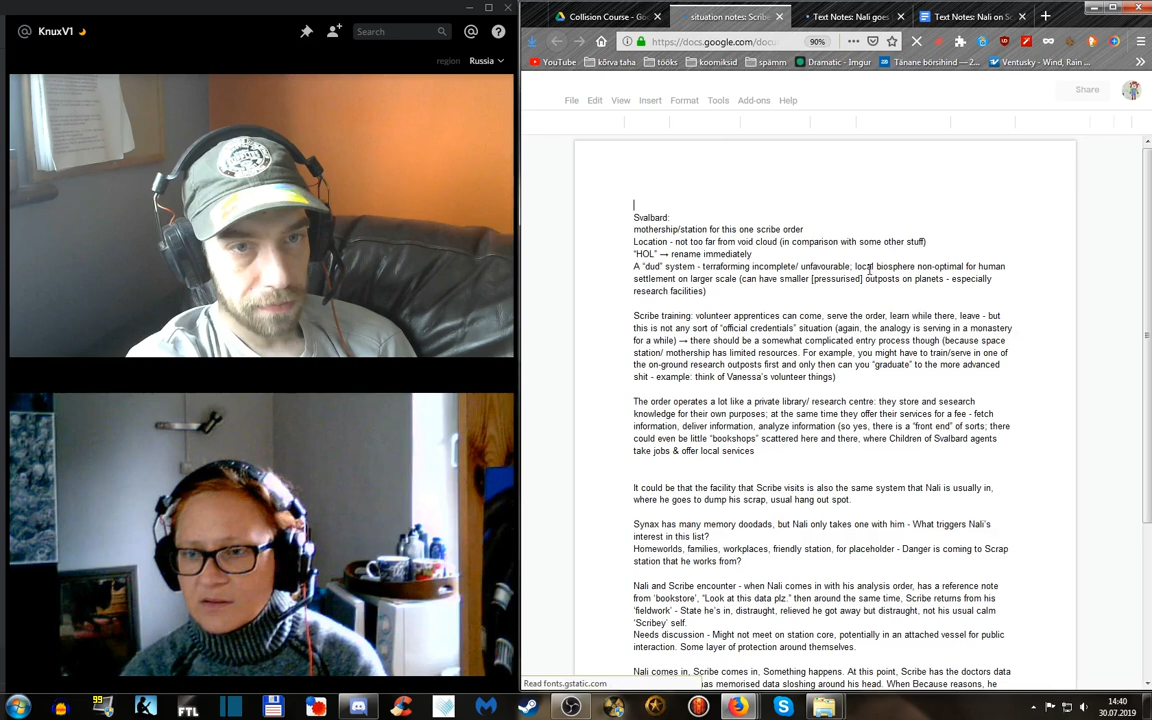 KnuxV1
Search
region Russia
Collision Course - Go
situation notes: Scribe
Text Notes: Nali goes
Text Notes: Nali on Sc
https://docs.google.com/docu
90%
YouTube kõrva taha tööks koomiksid spämm Dramatic - Imgur Tänane börsihind — 2... Ventusky - Wind, Rain ...
File Edit View Insert Format Tools Add-ons Help
Share
Svalbard:
mothership/station for this one scribe order
Location - not too far from void cloud (in comparison with some other stuff)
“HOL” → rename immediately
A “dud” system - terraforming incomplete/ unfavourable; local biosphere non-optimal for human
settlement on larger scale (can have smaller [pressurised] outposts on planets - especially
research facilities)
Scribe training: volunteer apprentices can come, serve the order, learn while there, leave - but
this is not any sort of “official credentials” situation (again, the analogy is serving in a monastery
for a while) → there should be a somewhat complicated entry process though (because space
station/ mothership has limited resources. For example, you might have to train/serve in one of
the on-ground research outposts first and only then can you “graduate” to the more advanced
shit - example: think of Vanessa’s volunteer things)
The order operates a lot like a private library/ research centre: they store and sesearch
knowledge for their own purposes; at the same time they offer their services for a fee - fetch
information, deliver information, analyze information (so yes, there is a “front end” of sorts; there
could even be little “bookshops” scattered here and there, where Children of Svalbard agents
take jobs & offer local services
It could be that the facility that Scribe visits is also the same system that Nali is usually in,
where he goes to dump his scrap, usual hang out spot.
Synax has many memory doodads, but Nali only takes one with him - What triggers Nali’s
interest in this list?
Homeworlds, families, workplaces, friendly station, for placeholder - Danger is coming to Scrap
station that he works from?
Nali and Scribe encounter - when Nali comes in with his analysis order, has a reference note
from ‘bookstore’, “Look at this data plz.” then around the same time, Scribe returns from his
‘fieldwork’ - State he’s in, distraught, relieved he got away but distraught, not his usual calm
‘Scribey’ self.
Needs discussion - Might not meet on station core, potentially in an attached vessel for public
interaction. Some layer of protection around themselves.
Nali comes in, Scribe comes in, Something happens. At this point, Scribe has the doctors data
has memorised data sloshing around his head. When Because reasons, he
Read fonts.gstatic.com
FTL
14:40
30.07.2019